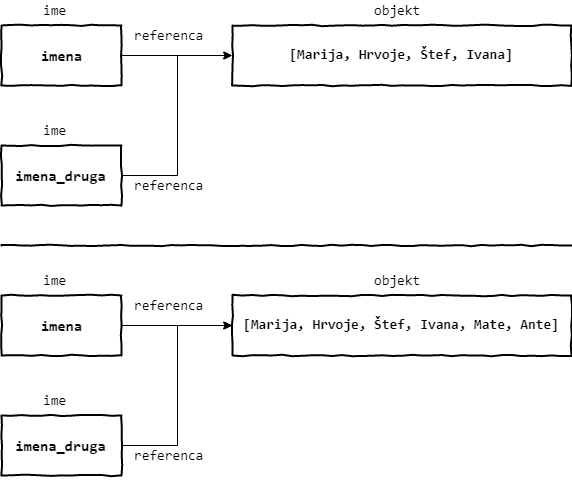 ime
objekt
referenca
imena
[Marija, Hrvoje, Štef, Ivana]
ime
imena_druga
referenca
ime
objekt
referenca
imena
[Marija, Hrvoje, Štef, Ivana, Mate, Ante]
ime
imena_druga
referenca